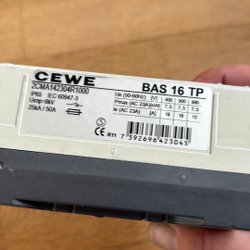 CEWE
BAS 16 TP
2CMA142304R1000
IP65 IEC 60947-3
Uimp=8kV
25kA / 50A
Ue (50-60Hz) [V] 400 500 690
Pmax (AC 23A)[kW] 7,5 7,5 7,5
Ie (AC 23A) [A] 16 16 10
CE R11
7 392696 423045